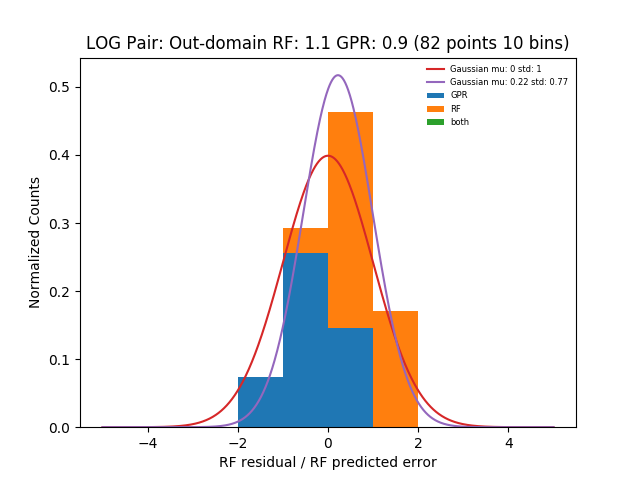 LOG Pair: Out-domain RF: 1.1 GPR: 0.9 (82 points 10 bins)
Gaussian mu: 0 std: 1
Gaussian mu: 0.22 std: 0.77
GPR
RF
both
Normalized Counts
0.5
0.4
0.3
0.2
0.1
0.0
−4
−2
0
2
4
RF residual / RF predicted error